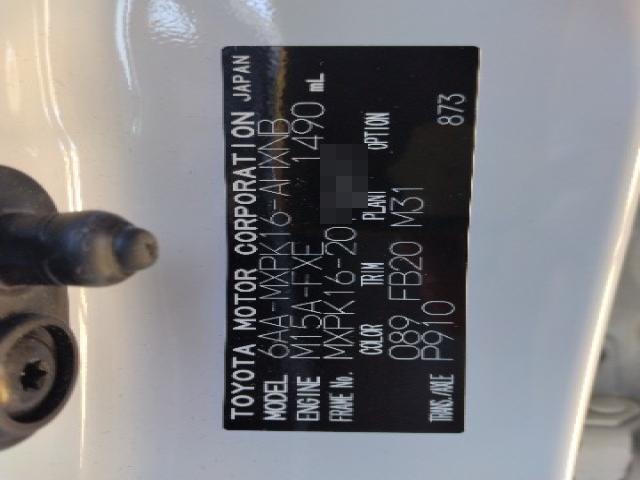 TOYOTA MOTOR CORPORATION JAPAN
MODEL 6AA-MXPK16-AHXNB
ENGINE M15A-FXE 1490 mL
FRAME No. MXPK16-20
COLOR TRIM PLANT OPTION
089 FB20 M31
TRANS./AXLE P910 873